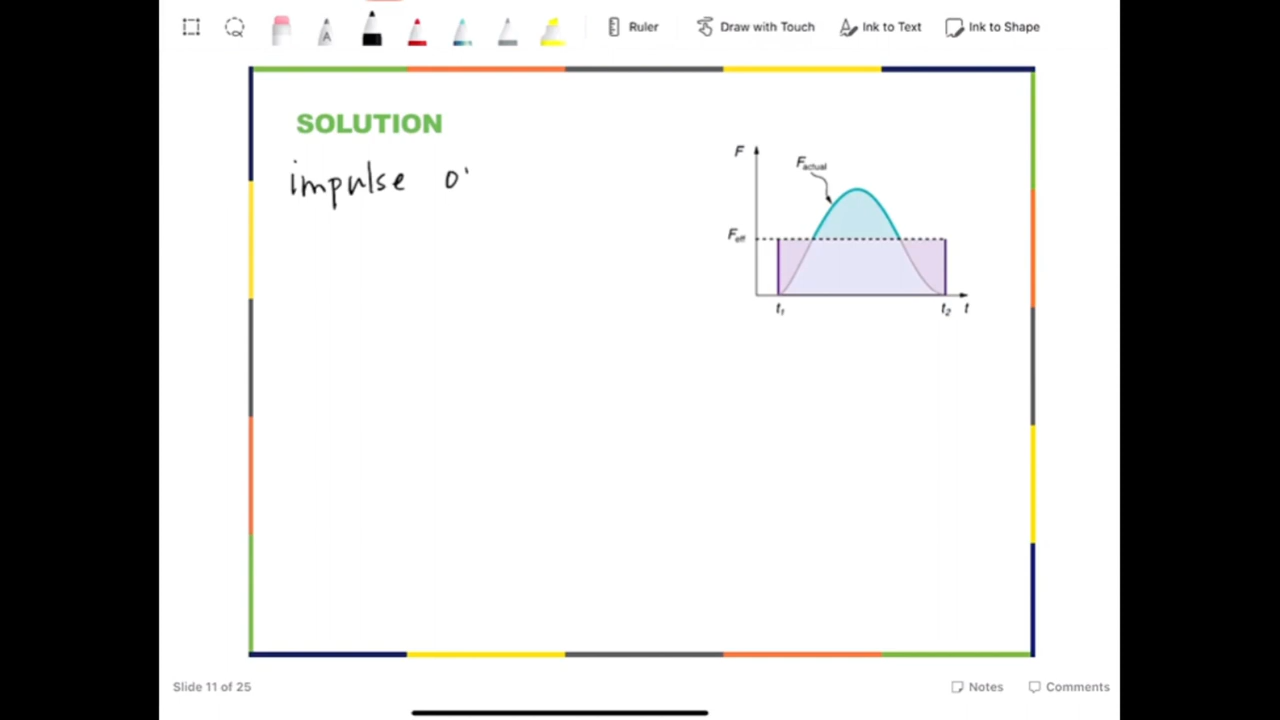 A Ruler Draw with Touch Ink to Text Ink to Shape
SOLUTION
impulse
F
Factual
Feff
t1 t2 t
Slide 11 of 25 Notes Comments